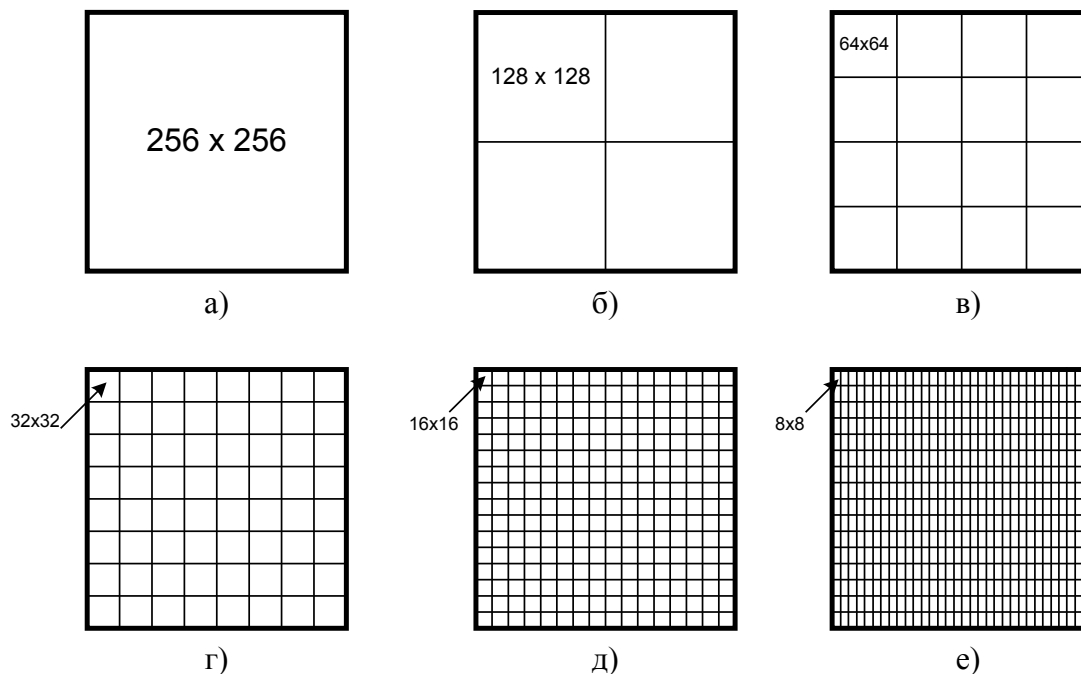 256 x 256
128 x 128
64x64
а)
б)
в)
32x32
16x16
8x8
г)
д)
е)